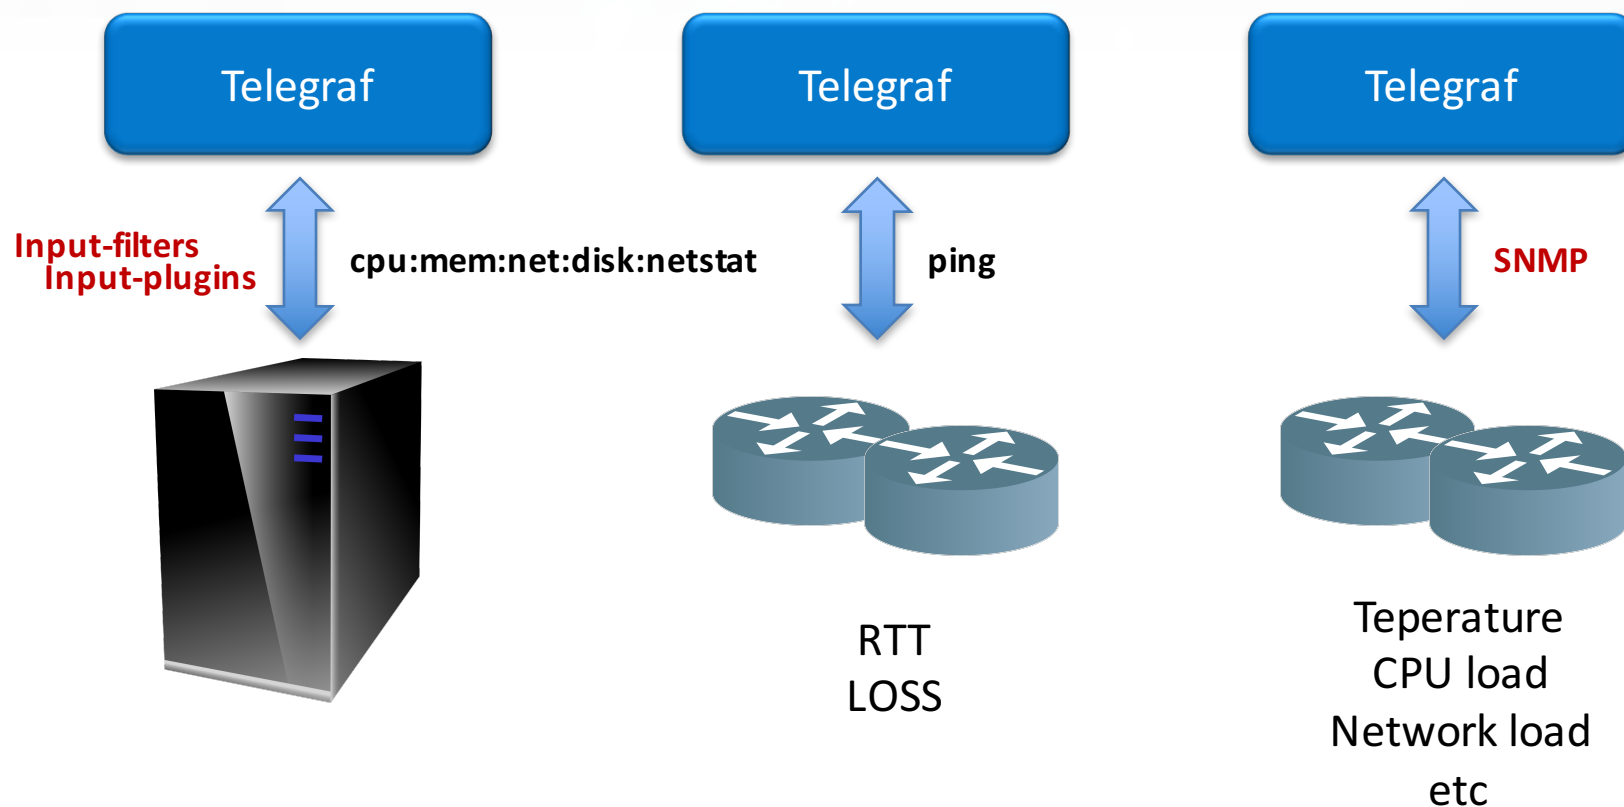 Telegraf
Telegraf
Telegraf
Input-filters
Input-plugins
cpu:mem:net:disk:netstat
ping
SNMP
RTT
LOSS
Teperature
CPU load
Network load
etc